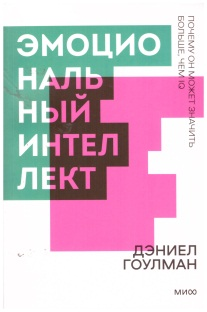 ЭМОЦИО
НАЛЬ
НЫЙ
ИНТЕЛ
ЛЕКТ
ПОЧЕМУ ОН МОЖЕТ ЗНАЧИТЬ
БОЛЬШЕ, ЧЕМ IQ
ДЭНИЕЛ
ГОУЛМАН
МИФ